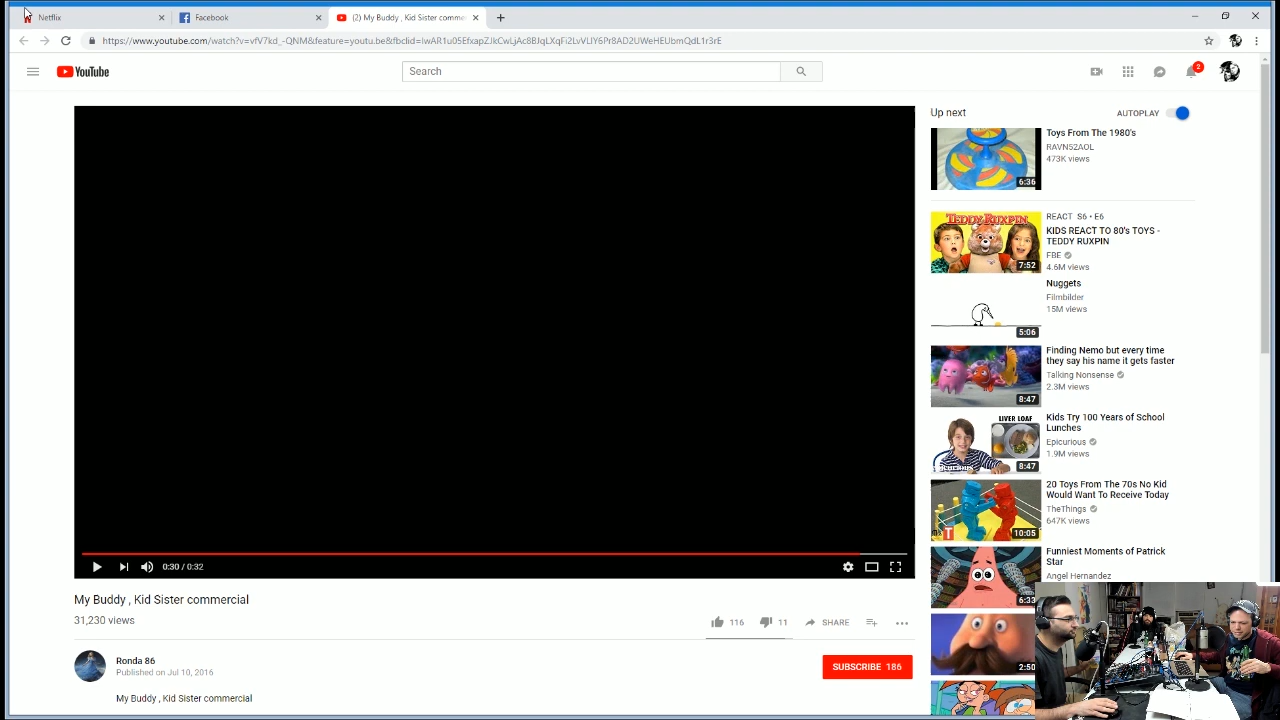 Netflix
Facebook
(2) My Buddy , Kid Sister comme
https://www.youtube.com/watch?v=vfV7kd_-QNM&feature=youtu.be&fbclid=IwAR1u05EfxapZJkCwLjAc8BJqLXqFi2LvVLlY6Pr8AD2UWeHEUbmQdL1r3rE
YouTube
Search
2
Up next
AUTOPLAY
Toys From The 1980's
RAVN52AOL
473K views
6:36
TEDDY RUXPIN
7:52
REACT S6 • E6
KIDS REACT TO 80's TOYS -
TEDDY RUXPIN
FBE
4.6M views
5:06
Nuggets
Filmbilder
15M views
8:47
Finding Nemo but every time
they say his name it gets faster
Talking Nonsense
2.3M views
LIVER LOAF
8:47
Kids Try 100 Years of School
Lunches
Epicurious
1.9M views
10:05
20 Toys From The 70s No Kid
Would Want To Receive Today
TheThings
647K views
6:33
Funniest Moments of Patrick
Star
Angel Hernandez
2:50
0:30 / 0:32
My Buddy , Kid Sister commercial
31,230 views
116
11
SHARE
Ronda 86
Published on Jul 10, 2016
SUBSCRIBE 186
My Buddy , Kid Sister commercial